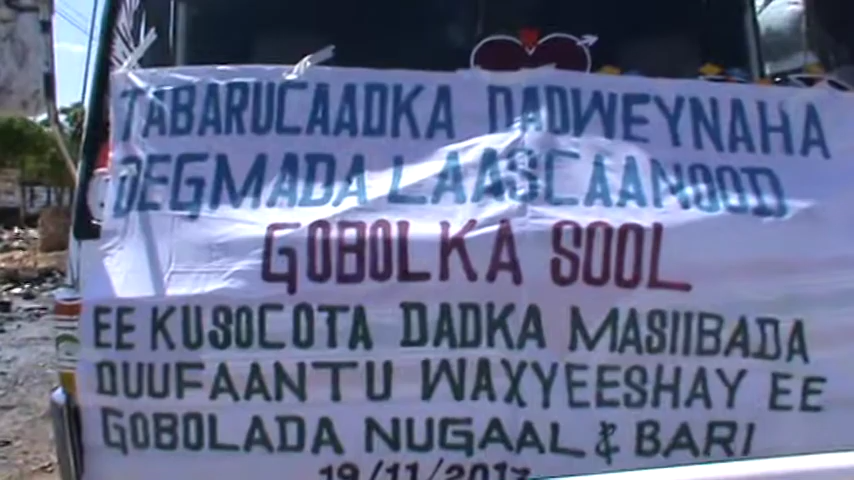 TABARUCAADKA DADWEYNAHA
DEGMADA LAASCAANOOD
GOBOLKA SOOL
EE KUSOCOTA DADKA MASIIBADA
DUUFAANTU WAXYEESHAY EE
GOBOLADA NUGAAL & BARI
19/11/2017